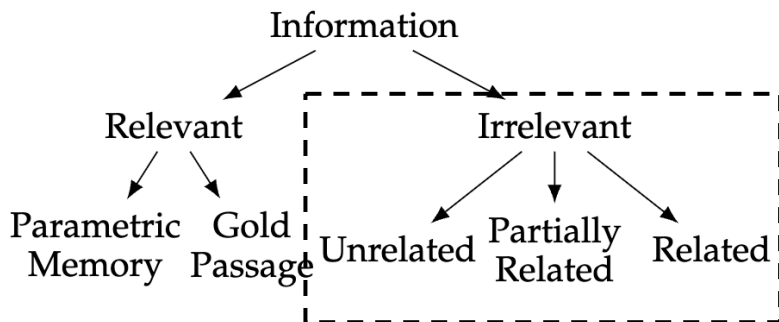 Information
Relevant
Irrelevant
Parametric
Memory
Gold
Passage
Unrelated
Partially
Related
Related